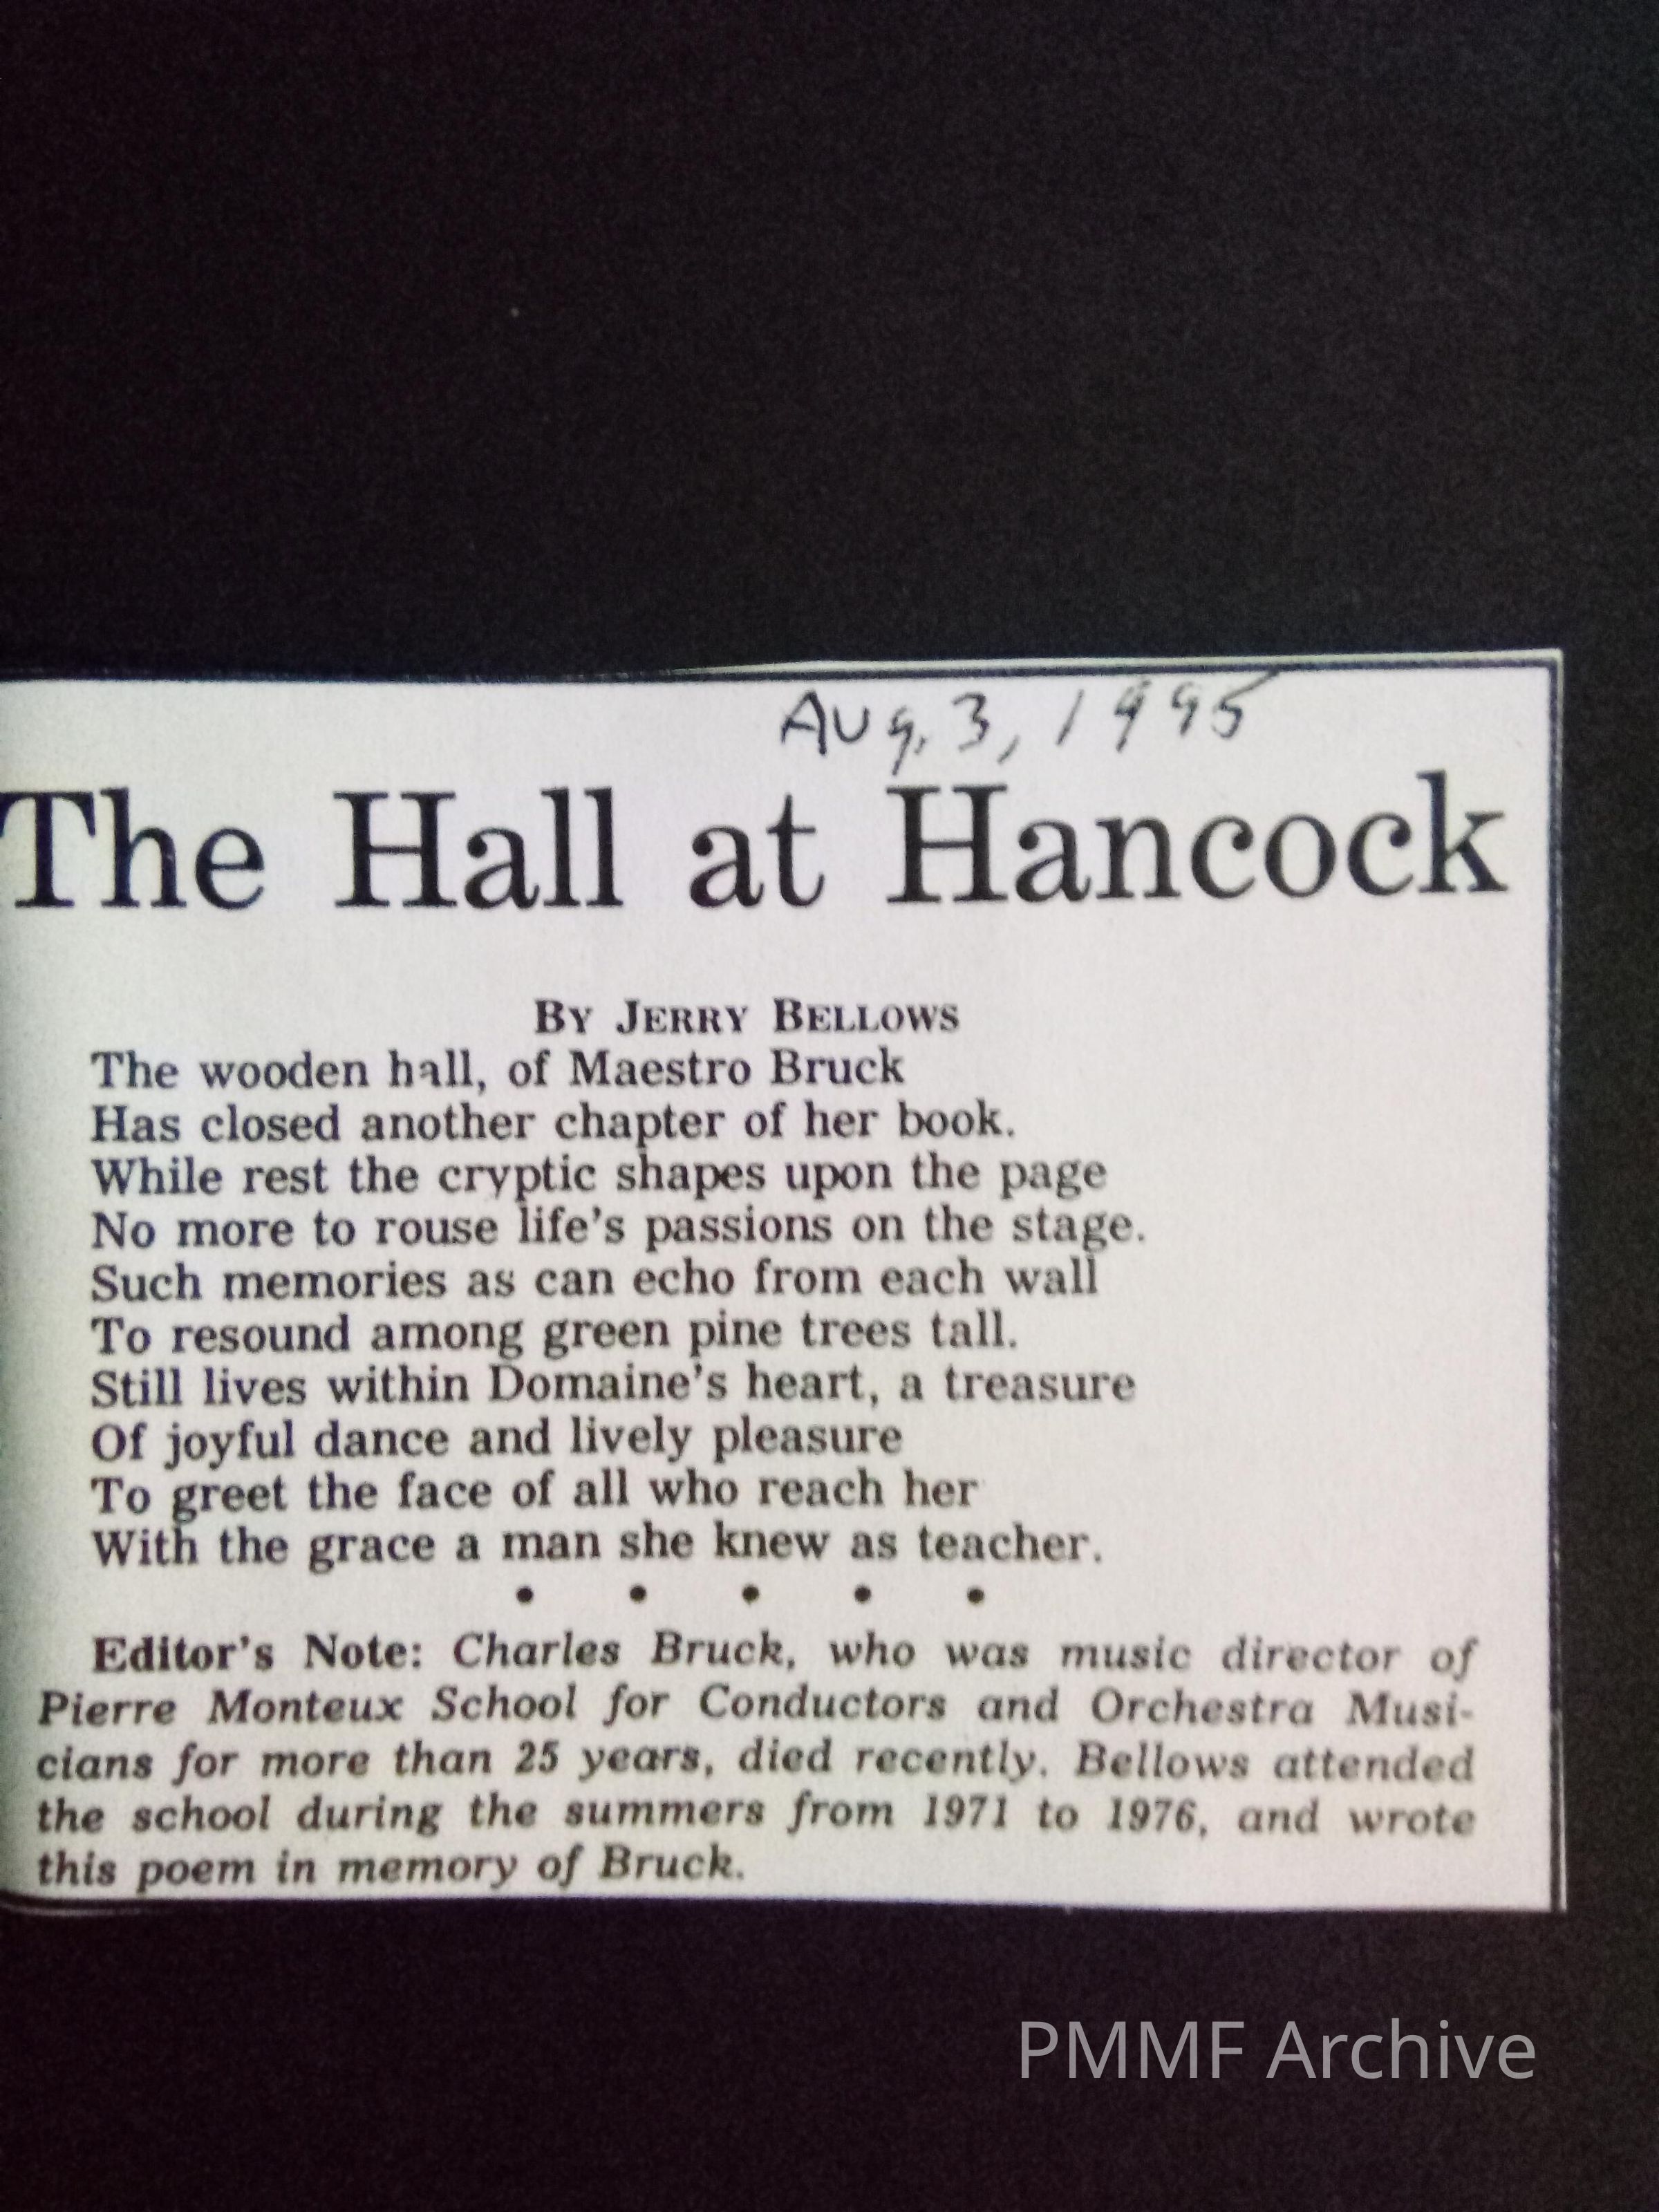 Aug. 3, 1995
The Hall at Hancock
BY JERRY BELLOWS
The wooden hall, of Maestro Bruck
Has closed another chapter of her book.
While rest the cryptic shapes upon the page
No more to rouse life's passions on the stage.
Such memories as can echo from each wall
To resound among green pine trees tall.
Still lives within Domaine's heart, a treasure
Of joyful dance and lively pleasure
To greet the face of all who reach her
With the grace a man she knew as teacher.
• • • • •
Editor's Note: Charles Bruck, who was music director of
Pierre Monteux School for Conductors and Orchestra Musi-
cians for more than 25 years, died recently. Bellows attended
the school during the summers from 1971 to 1976, and wrote
this poem in memory of Bruck.
PMMF Archive